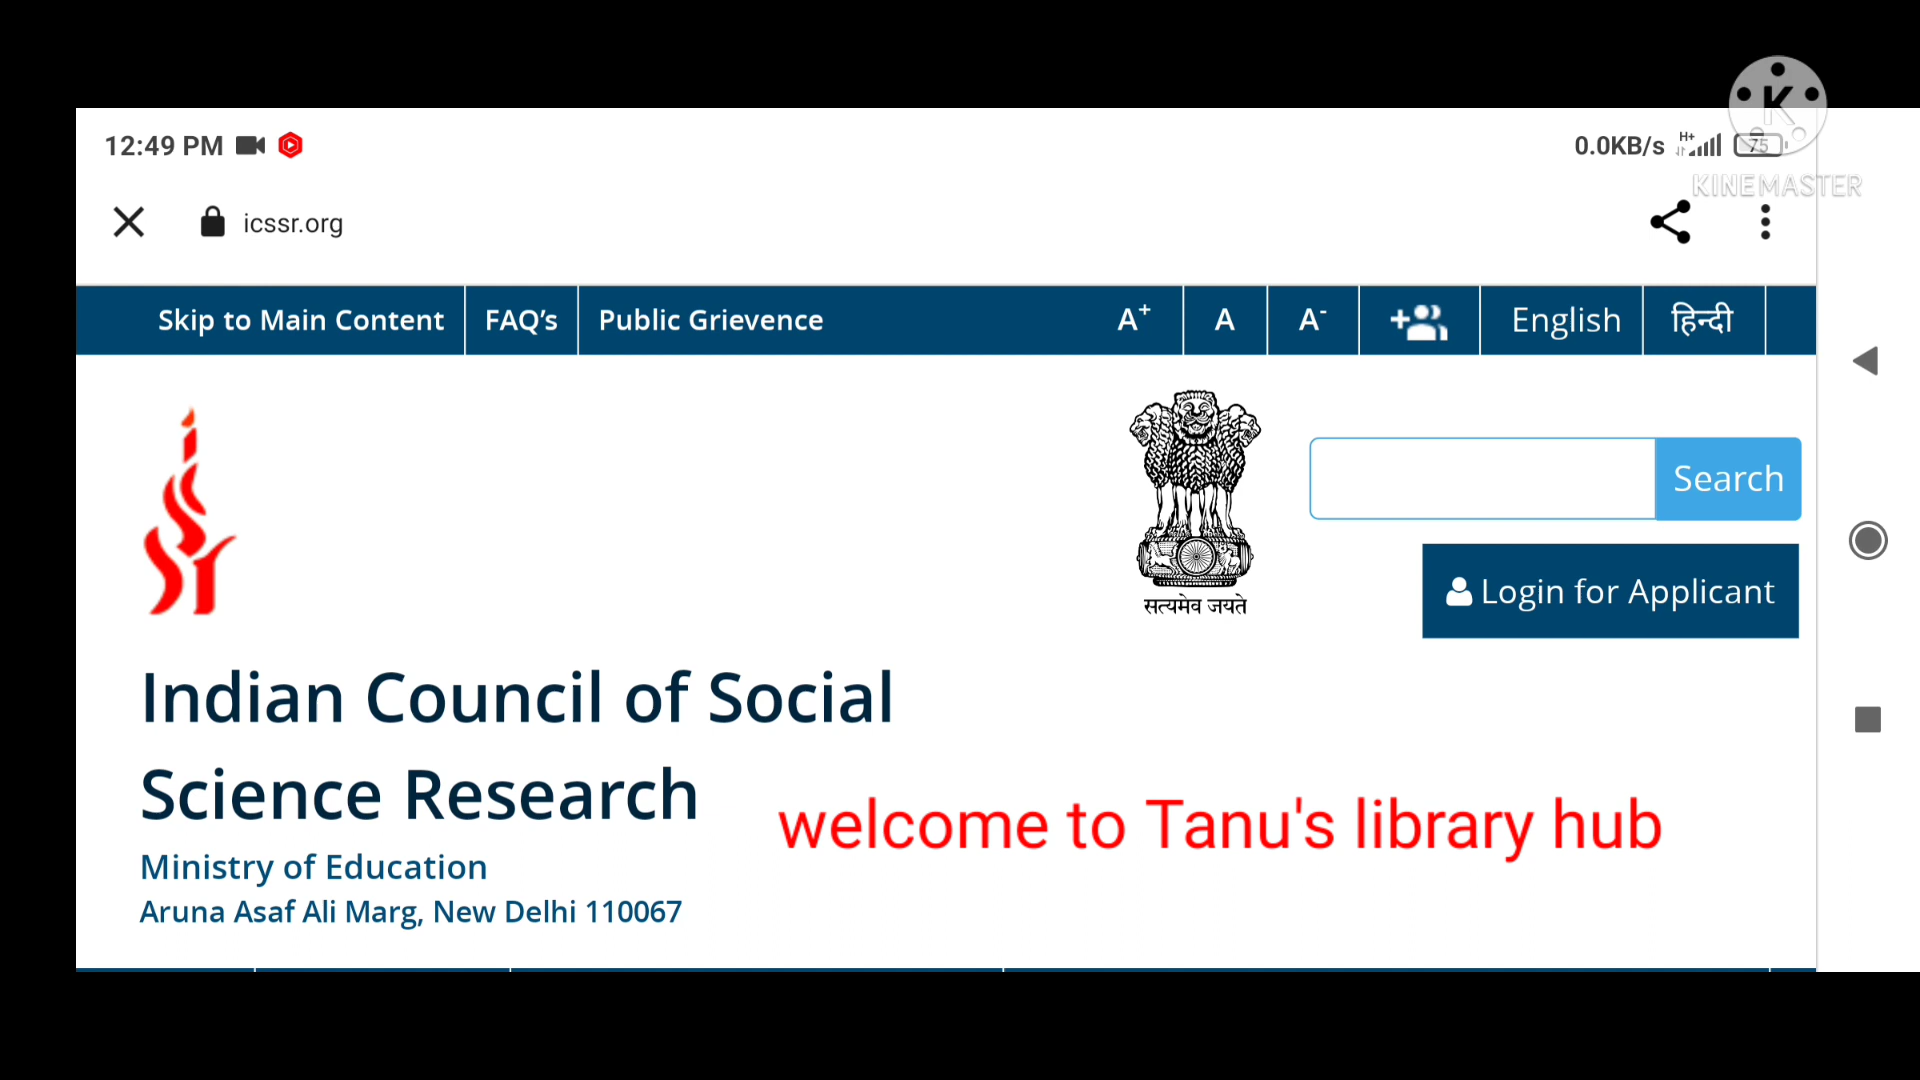 12:49 PM
0.0KB/s H+ 75
KINEMASTER
icssr.org
Skip to Main Content FAQ’s Public Grievence A+ A A- English हिन्दी
सत्यमेव जयते
Search
Login for Applicant
Indian Council of Social
Science Research
welcome to Tanu's library hub
Ministry of Education
Aruna Asaf Ali Marg, New Delhi 110067